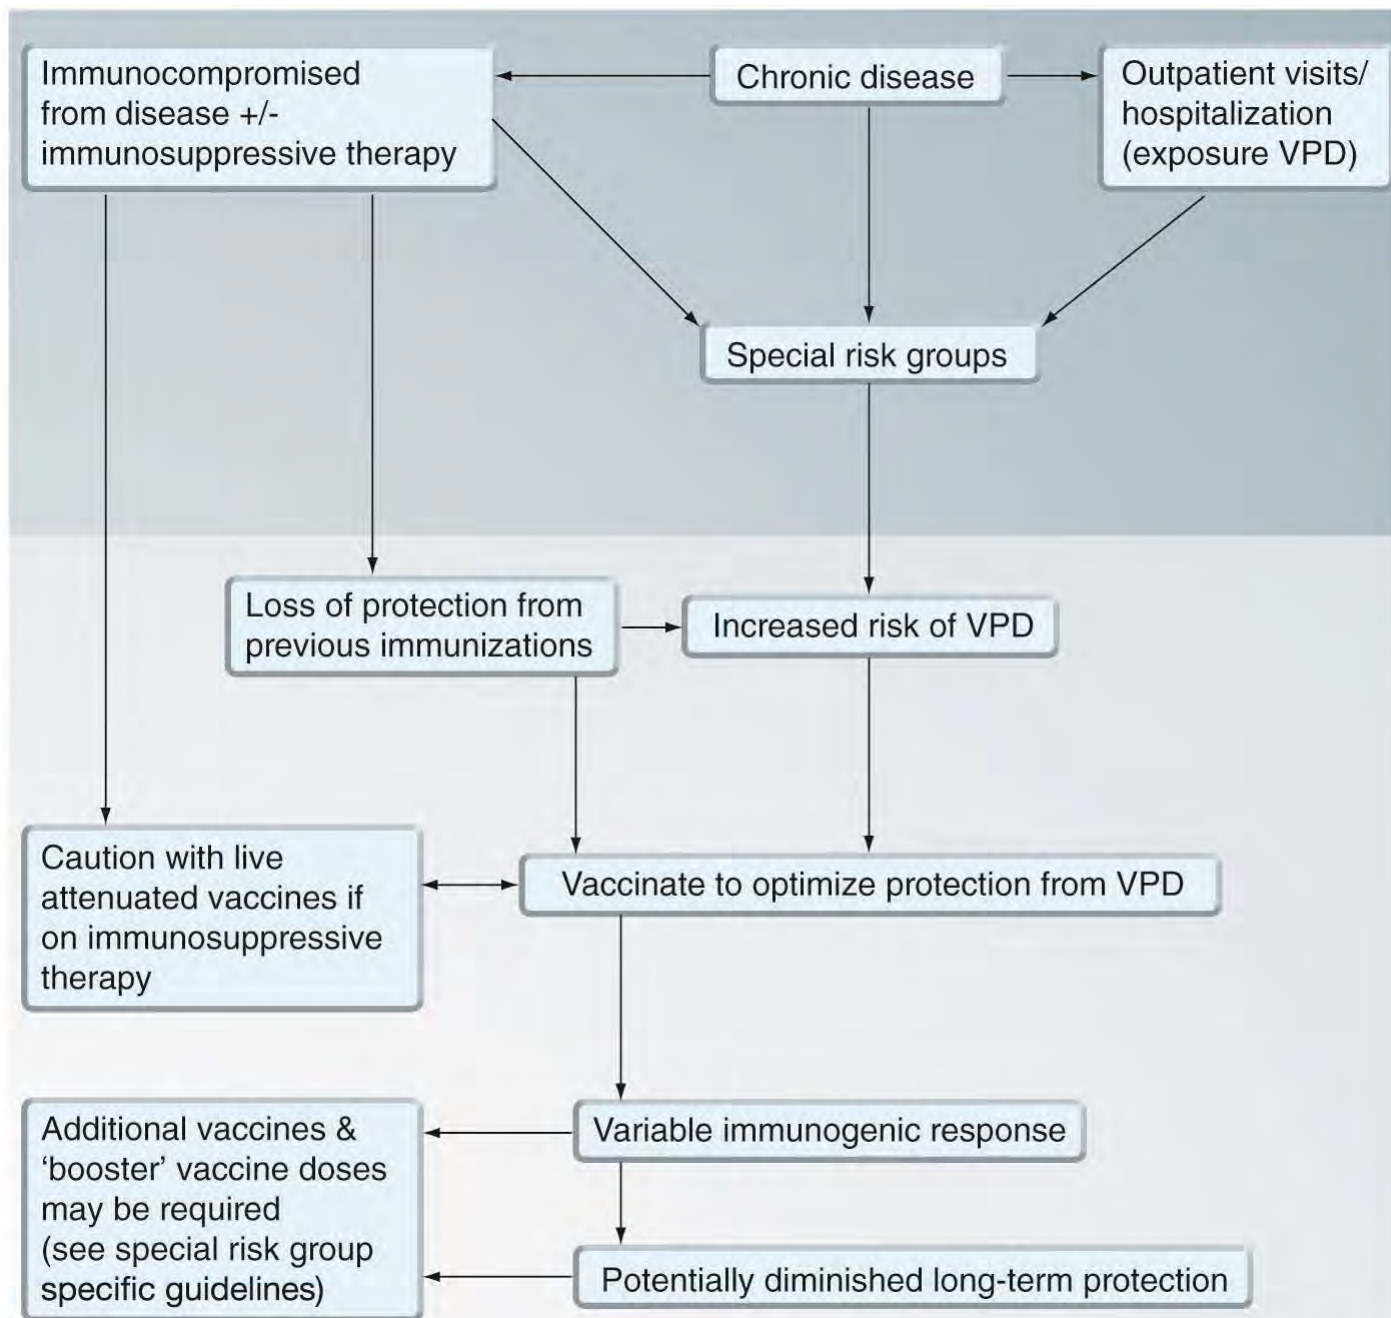 Immunocompromised
from disease +/-
immunosuppressive therapy
Chronic disease
Outpatient visits/
hospitalization
(exposure VPD)
Special risk groups
Loss of protection from
previous immunizations
Increased risk of VPD
Caution with live
attenuated vaccines if
on immunosuppressive
therapy
Vaccinate to optimize protection from VPD
Additional vaccines &
‘booster’ vaccine doses
may be required
(see special risk group
specific guidelines)
Variable immunogenic response
Potentially diminished long-term protection